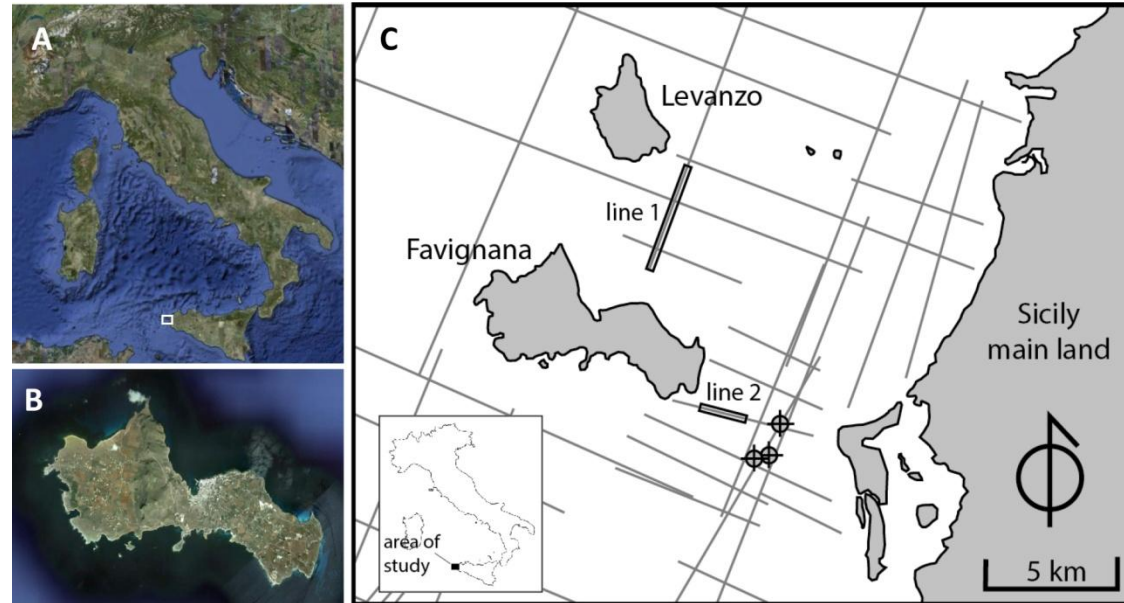 A
B
C
Levanzo
line 1
Favignana
line 2
Sicily
main land
area of
study
5 km